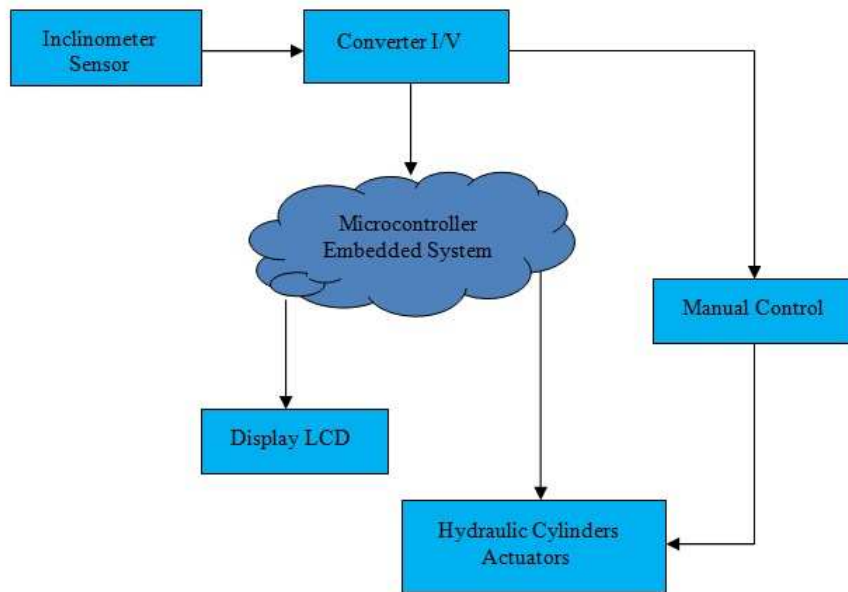 Inclinometer
Sensor
Converter I/V
Microcontroller
Embedded System
Manual Control
Display LCD
Hydraulic Cylinders
Actuators